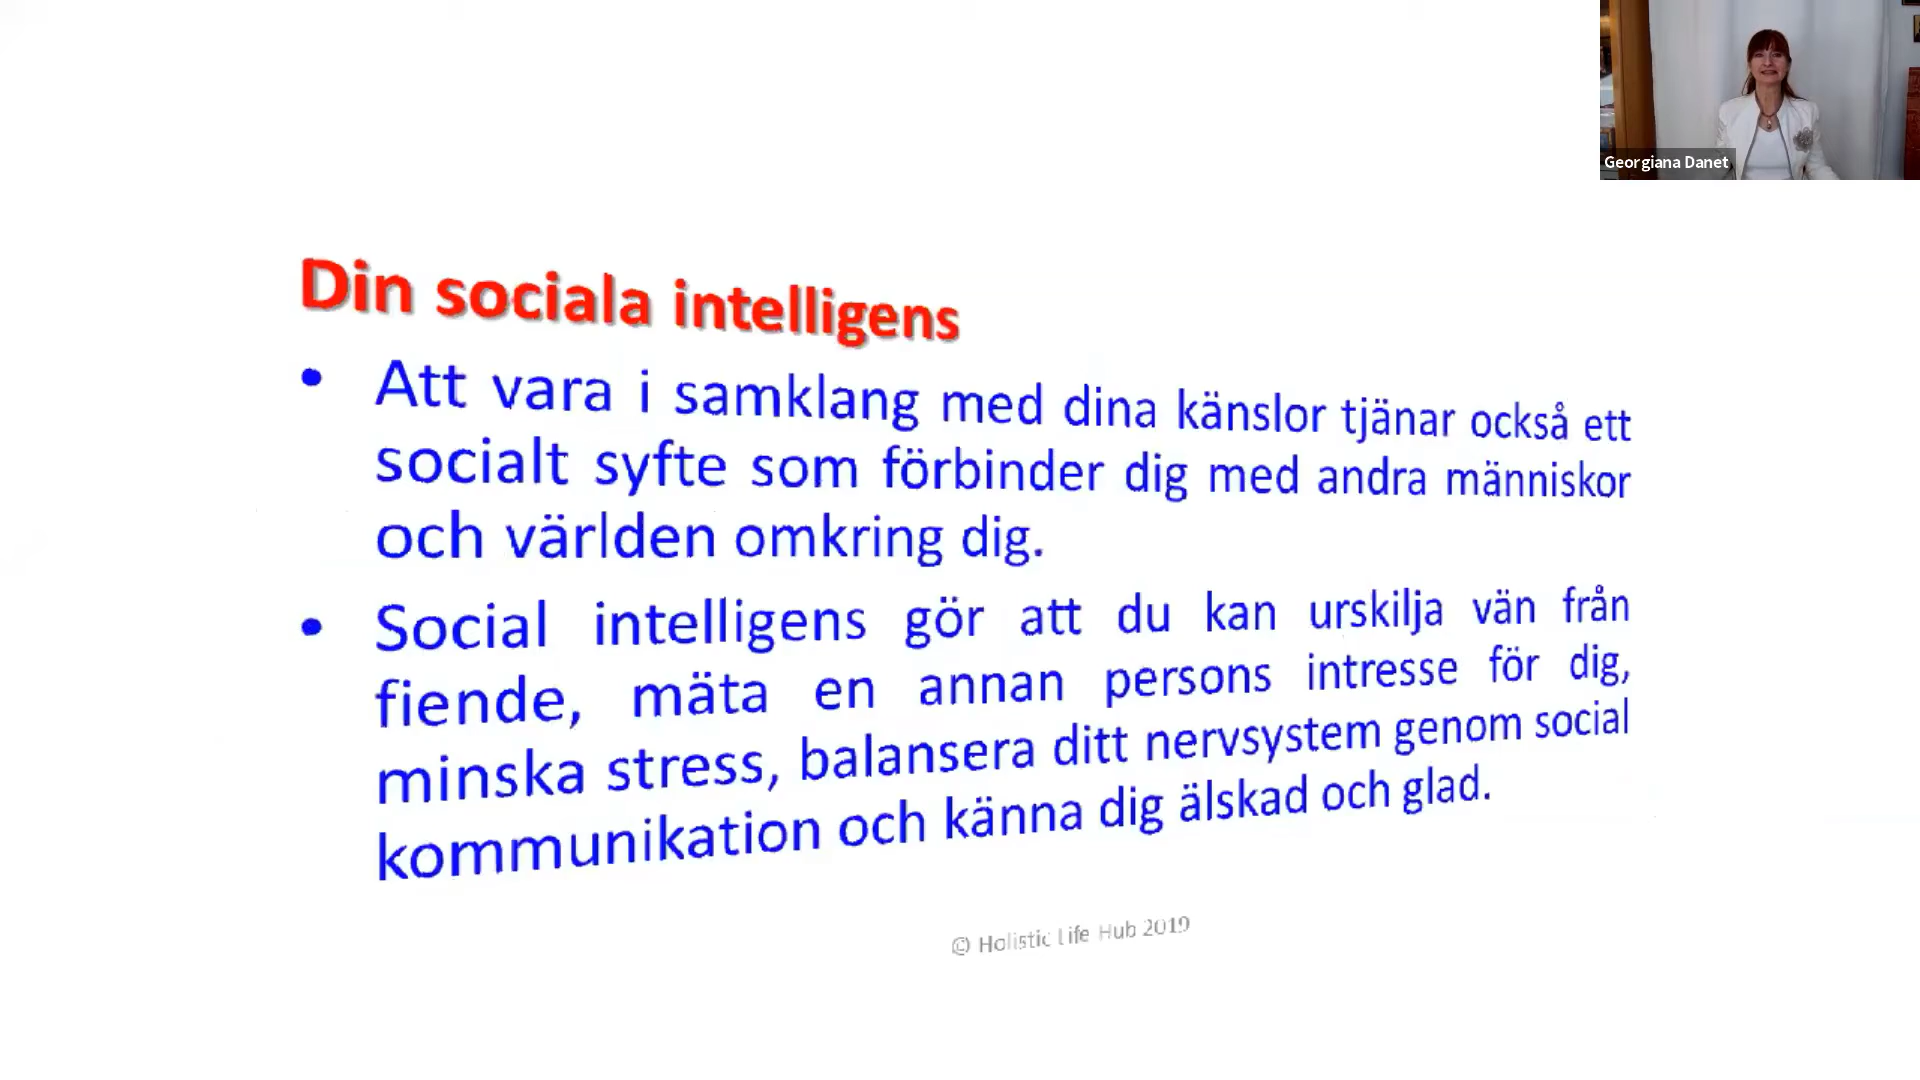 Georgiana Danet
Din sociala intelligens
• Att vara i samklang med dina känslor tjänar också ett
socialt syfte som förbinder dig med andra människor
och världen omkring dig.
• Social intelligens gör att du kan urskilja vän från
fiende, mäta en annan persons intresse för dig,
minska stress, balansera ditt nervsystem genom social
kommunikation och känna dig älskad och glad.
© Holistic Life Hub 2019